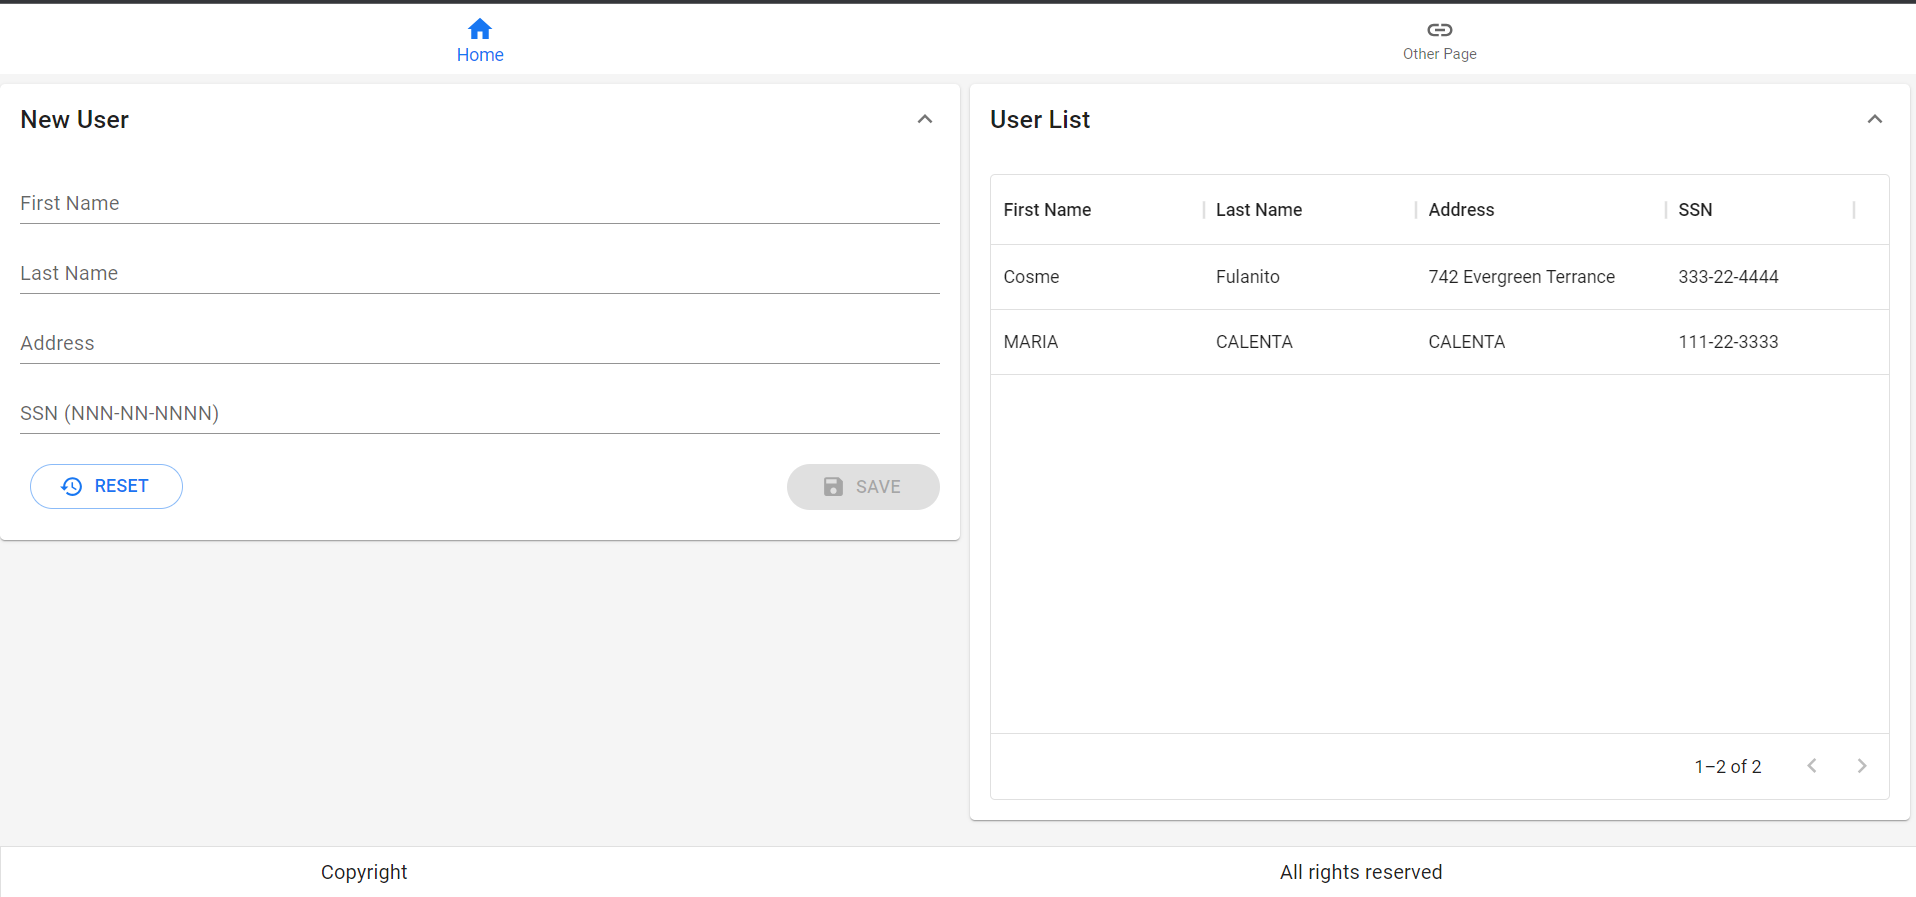 Home
Other Page
New User
First Name
Last Name
Address
SSN (NNN-NN-NNNN)
RESET
SAVE
User List
First Name Last Name Address SSN
Cosme Fulanito 742 Evergreen Terrance 333-22-4444
MARIA CALENTA CALENTA 111-22-3333
1–2 of 2
Copyright
All rights reserved